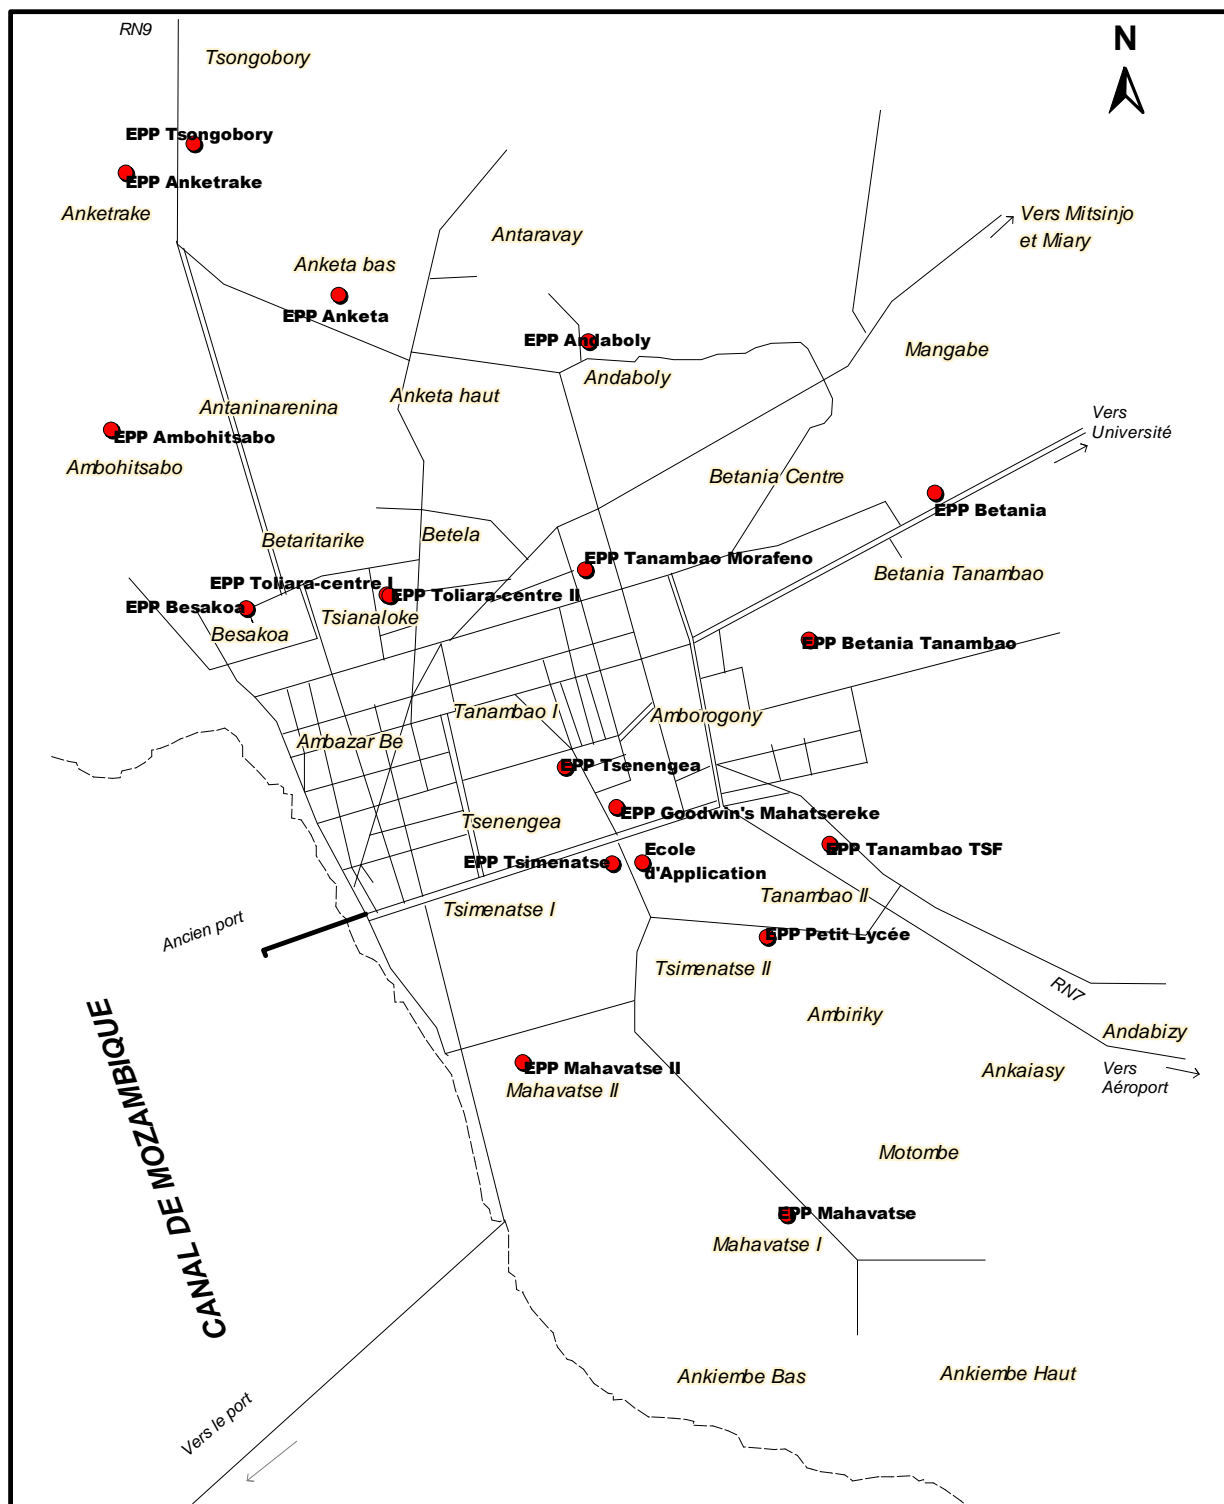 RN9
N
Tsongobory
EPP Tsongobory
EPP Anketrake
Anketrake
Vers Mitsinjo
et Miary
Antaravay
Anketa bas
EPP Anketa
EPP Andaboly
Andaboly
Mangabe
Anketa haut
Antaninarenina
EPP Ambohitsabo
Ambohitsabo
Vers
Université
Betania Centre
EPP Betania
Betela
Betaritarike
EPP Tanambao Morafeno
Betania Tanambao
EPP Toliara-centre I
EPP Toliara-centre II
EPP Besakoa
Tsianaloke
Besakoa
EPP Betania Tanambao
Tanambao I
Amborogony
Ambazar Be
EPP Tsenengea
EPP Goodwin's Mahatsereke
Tsenengea
EPP Tanambao TSF
EPP Tsimenatse
Ecole
d'Application
Tanambao II
Tsimenatse I
Ancien port
EPP Petit Lycée
Tsimenatse II
RN7
Ambiriky
Andabizy
CANAL DE MOZAMBIQUE
EPP Mahavatse II
Mahavatse II
Ankaiasy
Vers
Aéroport
Motombe
EPP Mahavatse
Mahavatse I
Ankiembe Bas
Ankiembe Haut
Vers le port